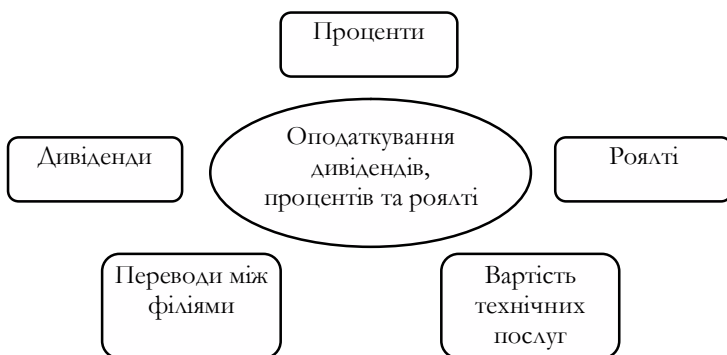 Проценти
Оподаткування
дивідендів,
процентів та роялті
Дивіденди
Роялті
Переводи між
філіями
Вартість
технічних
послуг